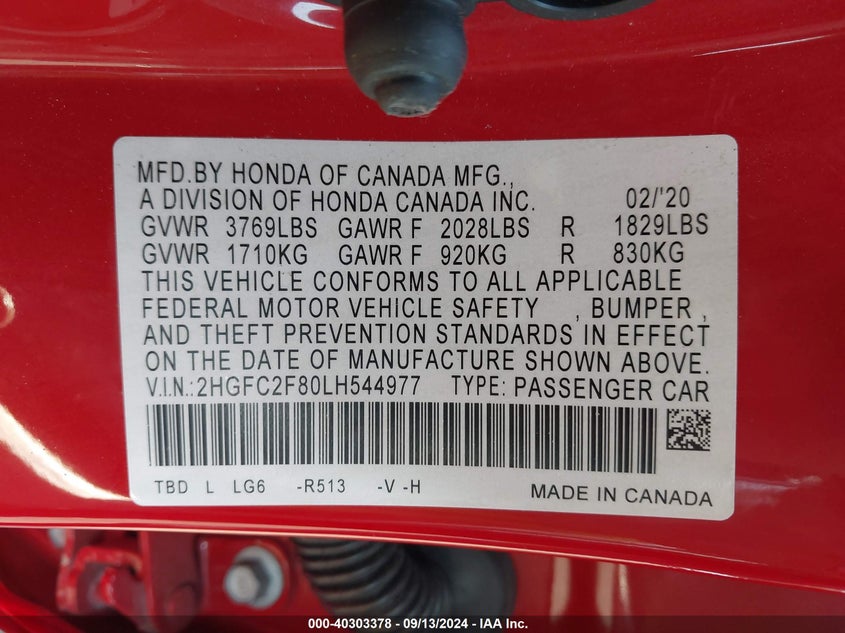 MFD.BY HONDA OF CANADA MFG.,
A DIVISION OF HONDA CANADA INC. 02/'20
GVWR 3769LBS GAWR F 2028LBS R 1829LBS
GVWR 1710KG GAWR F 920KG R 830KG
THIS VEHICLE CONFORMS TO ALL APPLICABLE
FEDERAL MOTOR VEHICLE SAFETY , BUMPER ,
AND THEFT PREVENTION STANDARDS IN EFFECT
ON THE DATE OF MANUFACTURE SHOWN ABOVE.
V.I.N.:2HGFC2F80LH544977 TYPE: PASSENGER CAR
TBD L LG6 -R513 -V -H MADE IN CANADA
000-40303378 - 09/13/2024 - IAA Inc.